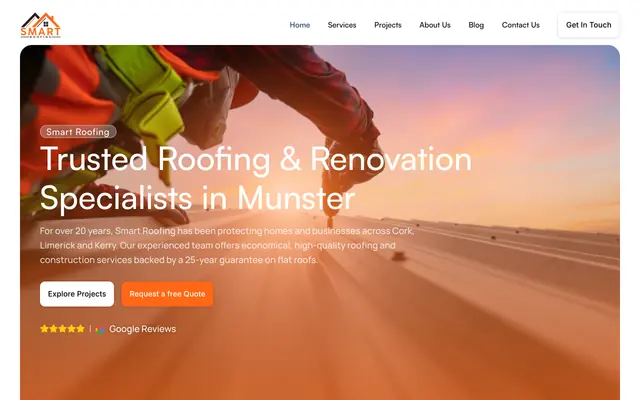 SMART
ROOFING
Home
Services
Projects
About Us
Blog
Contact Us
Get In Touch
Smart Roofing
Trusted Roofing & Renovation
Specialists in Munster
For over 20 years, Smart Roofing has been protecting homes and businesses across Cork,
Limerick and Kerry. Our experienced team offers economical, high-quality roofing and
construction services backed by a 25-year guarantee on flat roofs.
Explore Projects
Request a free Quote
| Google Reviews